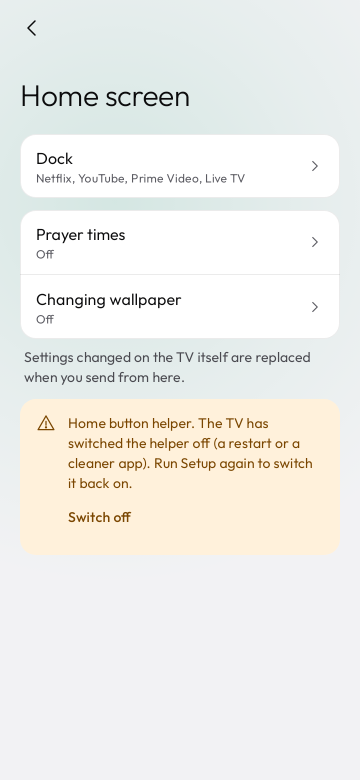 Home screen
Dock
Netflix, YouTube, Prime Video, Live TV
Prayer times
Off
Changing wallpaper
Off
Settings changed on the TV itself are replaced
when you send from here.
Home button helper. The TV has
switched the helper off (a restart or a
cleaner app). Run Setup again to switch
it back on.
Switch off